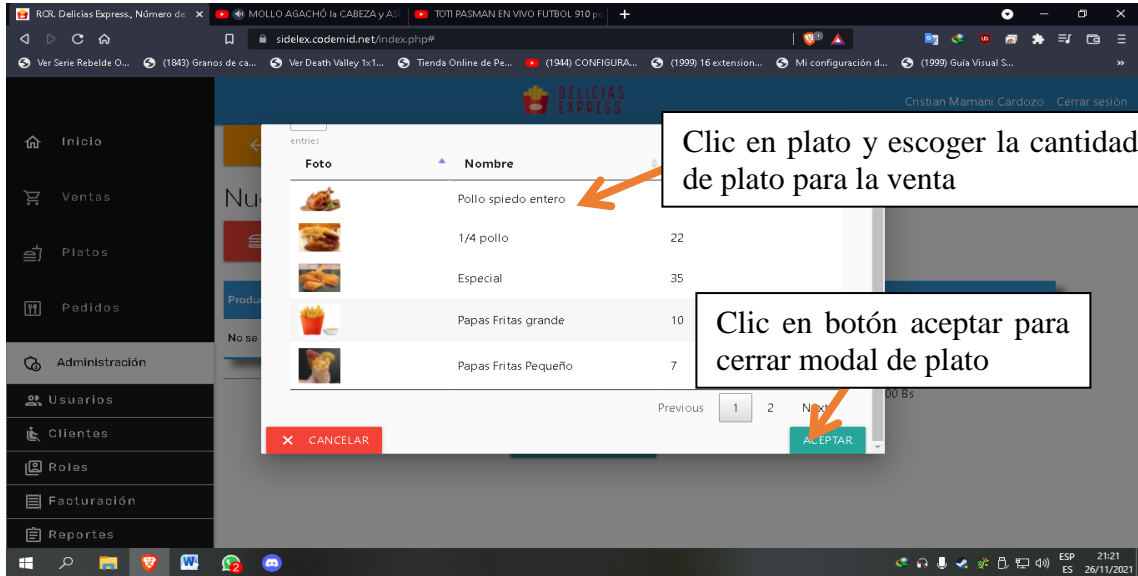 RCR. Delicias Express., Número de
MOLLO AGACHÓ la CABEZA y AS
TOTI PASMAN EN VIVO FUTBOL 910 po
sidelex.codemid.net/index.php#
Ver Serie Rebelde O...
(1843) Granos de ca...
Ver Death Valley 1x1...
Tienda Online de Pe...
(1944) CONFIGURA...
(1999) 16 extension...
Mi configuración d...
(1999) Guía Visual S...
»
DELICIAS
EXPRESS
Cristian Mamani Cardozo Cerrar sesión
Inicio
Ventas
Platos
Pedidos
Administración
Usuarios
Clientes
Roles
Facturación
Reportes
Nu
Produ
No se
entries
Foto Nombre
Pollo spiedo entero
1/4 pollo 22
Especial 35
Papas Fritas grande 10
Papas Fritas Pequeño 7
Previous 1 2 Next
CANCELAR
ACEPTAR
00 Bs
Clic en plato y escoger la cantidad
de plato para la venta
Clic en botón aceptar para
cerrar modal de plato
ESP 21:21
ES 26/11/2021